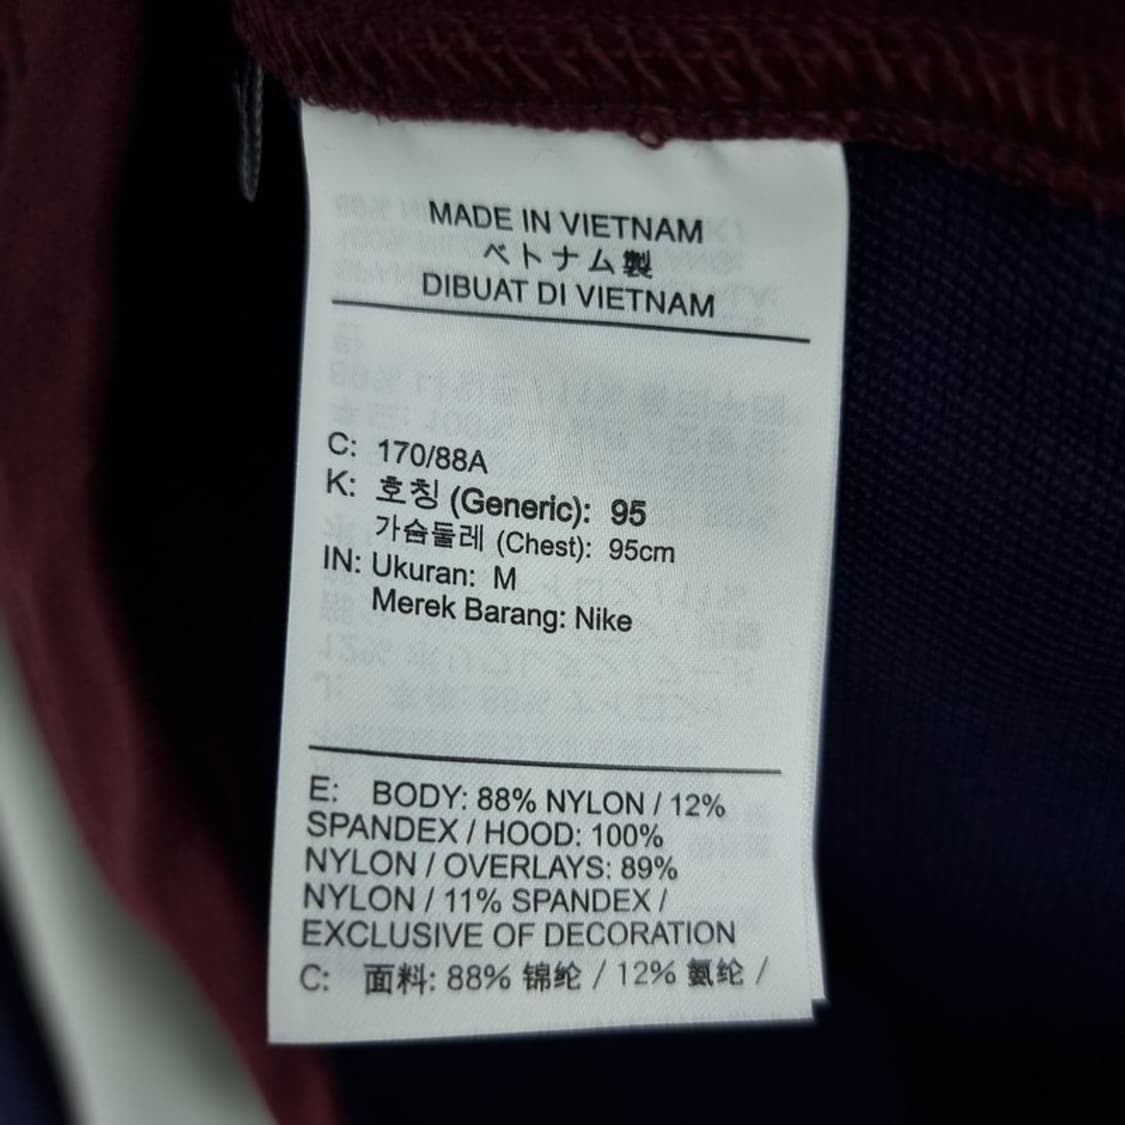 MADE IN VIETNAM
ベトナム製
DIBUAT DI VIETNAM
C: 170/88A
K: 호칭 (Generic): 95
가슴둘레 (Chest): 95cm
IN: Ukuran: M
Merek Barang: Nike
E: BODY: 88% NYLON / 12%
SPANDEX / HOOD: 100%
NYLON / OVERLAYS: 89%
NYLON / 11% SPANDEX /
EXCLUSIVE OF DECORATION
C: 面料: 88% 锦纶 / 12% 氨纶 /